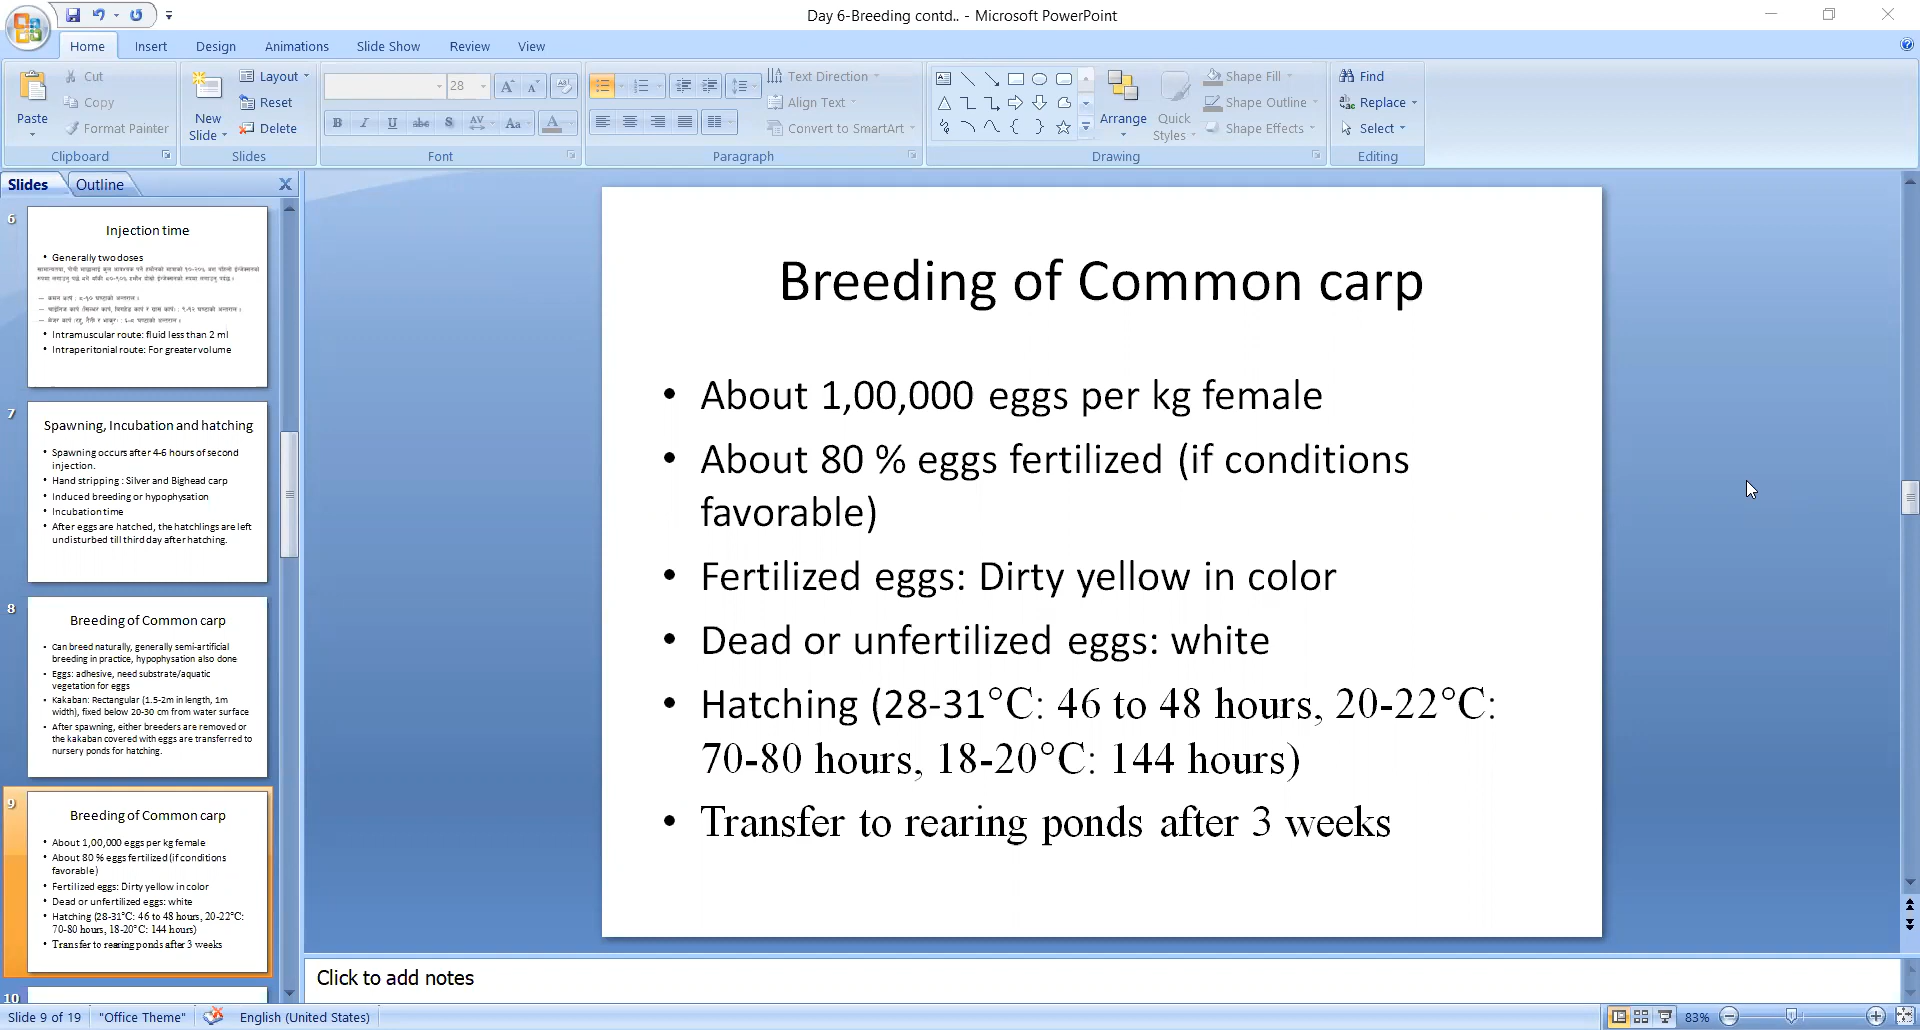 Day 6-Breeding contd.. - Microsoft PowerPoint
Home Insert Design Animations Slide Show Review View
Paste
Cut
Copy
Format Painter
Clipboard
New
Slide
Layout
Reset
Delete
Slides
28
B I U abc S AV Aa A
Font
Text Direction
Align Text
Convert to SmartArt
Paragraph
Arrange
Quick
Styles
Shape Fill
Shape Outline
Shape Effects
Drawing
Find
Replace
Select
Editing
Slides Outline
6
Injection time
• Generally two doses
• Intramuscular route: fluid less than 2 ml
• Intraperitonial route: For greater volume
7
Spawning, Incubation and hatching
• Spawning occurs after 4-6 hours of second
injection.
• Hand stripping : Silver and Bighead carp
• Induced breeding or hypophysation
• Incubation time
• After eggs are hatched, the hatchlings are left
undisturbed till third day after hatching.
8
Breeding of Common carp
• Can breed naturally, generally semi-artificial
breeding in practice, hypophysation also done
• Eggs: adhesive, need substrate/aquatic
vegetation for eggs
• Kakaban: Rectangular (1.5-2m in length, 1m
width), fixed below 20-30 cm from water surface
• After spawning, either breeders are removed or
the kakaban covered with eggs are transferred to
nursery ponds for hatching.
9
Breeding of Common carp
• About 1,00,000 eggs per kg female
• About 80 % eggs fertilized (if conditions
favorable)
• Fertilized eggs: Dirty yellow in color
• Dead or unfertilized eggs: white
• Hatching (28-31°C: 46 to 48 hours, 20-22°C:
70-80 hours, 18-20°C: 144 hours)
• Transfer to rearing ponds after 3 weeks
10
Breeding of Common carp
• About 1,00,000 eggs per kg female
• About 80 % eggs fertilized (if conditions
favorable)
• Fertilized eggs: Dirty yellow in color
• Dead or unfertilized eggs: white
• Hatching (28-31°C: 46 to 48 hours, 20-22°C:
70-80 hours, 18-20°C: 144 hours)
• Transfer to rearing ponds after 3 weeks
Click to add notes
Slide 9 of 19 "Office Theme" English (United States) 83%